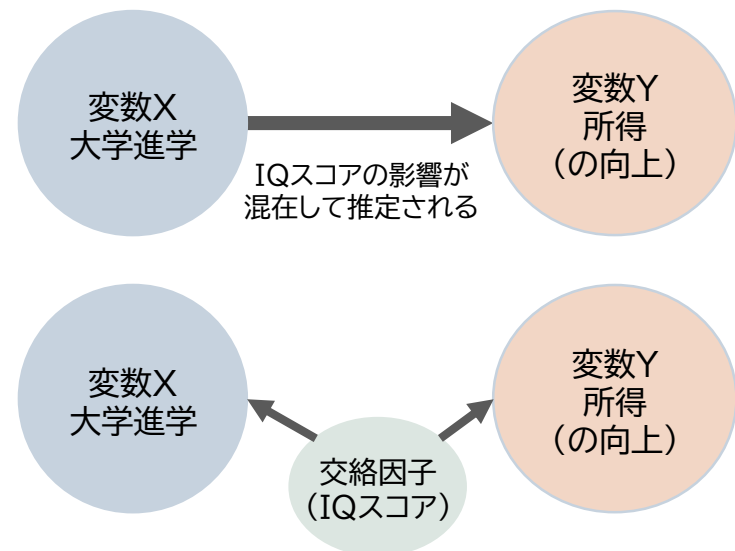 変数X
大学進学
IQスコアの影響が
混在して推定される
変数Y
所得
（の向上）
変数X
大学進学
交絡因子
（IQスコア）
変数Y
所得
（の向上）